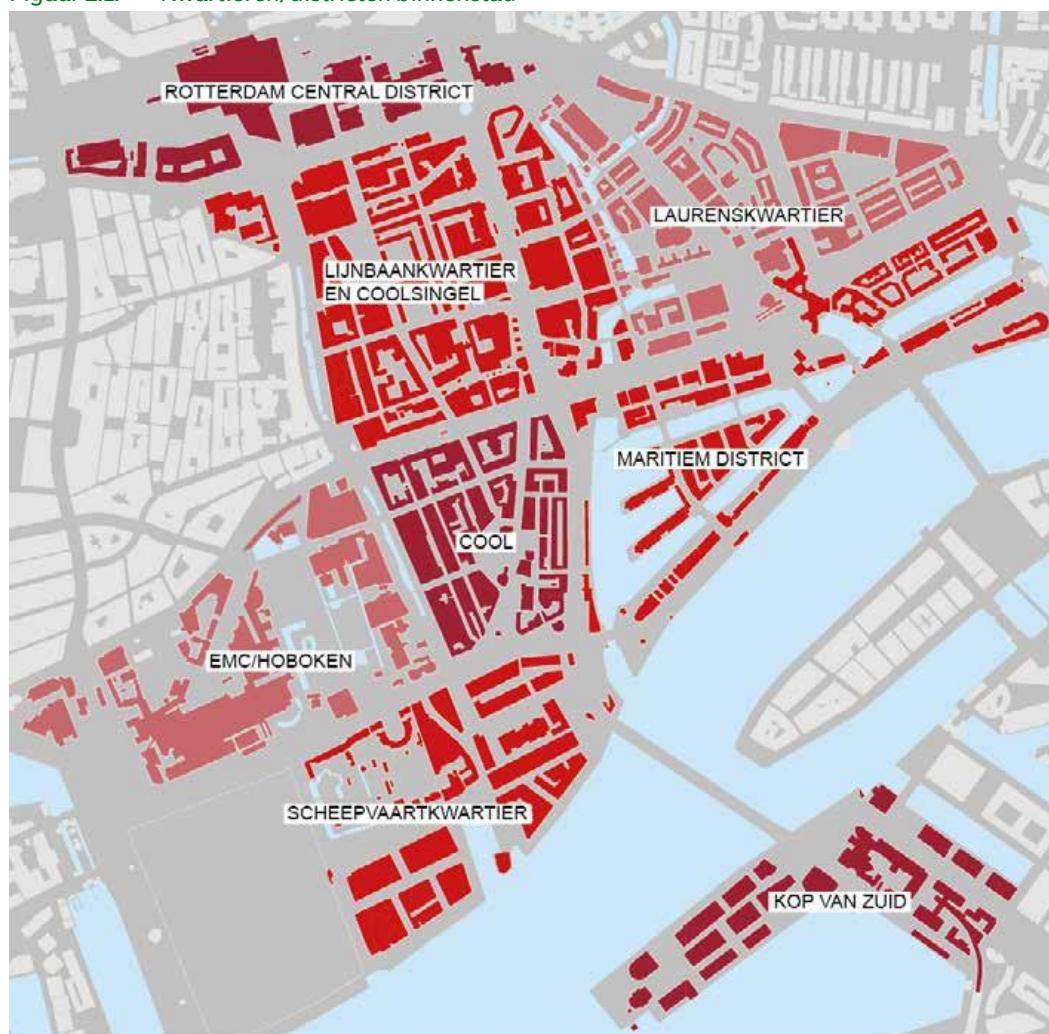 ROTTERDAM CENTRAL DISTRICT
LAURENSKWARTIER
LIJNBAANKWARTIER
EN COOLSINGEL
MARITIEM DISTRICT
COOL
EMC/HOBOKEN
SCHEEPVAARTKWARTIER
KOP VAN ZUID